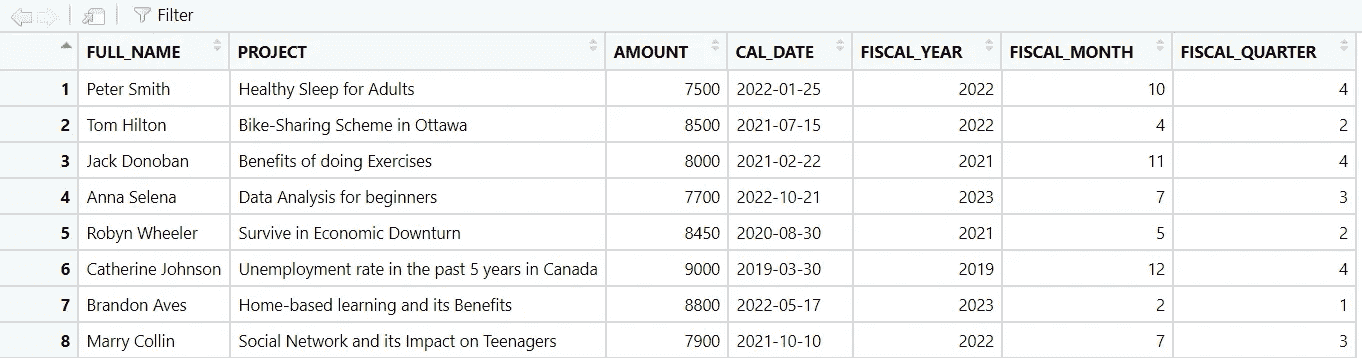 Filter
FULL_NAME PROJECT AMOUNT CAL_DATE FISCAL_YEAR FISCAL_MONTH FISCAL_QUARTER
1 Peter Smith Healthy Sleep for Adults 7500 2022-01-25 2022 10 4
2 Tom Hilton Bike-Sharing Scheme in Ottawa 8500 2021-07-15 2022 4 2
3 Jack Donoban Benefits of doing Exercises 8000 2021-02-22 2021 11 4
4 Anna Selena Data Analysis for beginners 7700 2022-10-21 2023 7 3
5 Robyn Wheeler Survive in Economic Downturn 8450 2020-08-30 2021 5 2
6 Catherine Johnson Unemployment rate in the past 5 years in Canada 9000 2019-03-30 2019 12 4
7 Brandon Aves Home-based learning and its Benefits 8800 2022-05-17 2023 2 1
8 Marry Collin Social Network and its Impact on Teenagers 7900 2021-10-10 2022 7 3